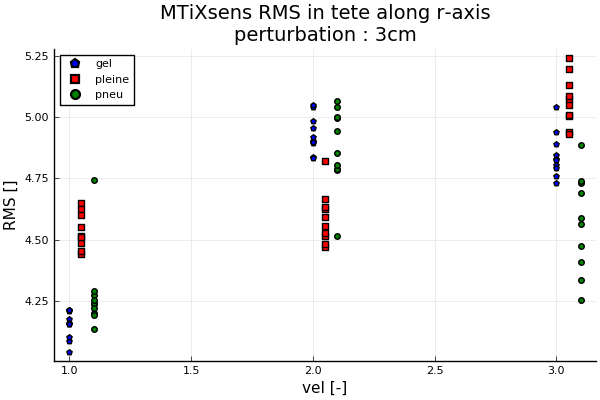 MTiXsens RMS in tete along r-axis
perturbation : 3cm
gel
pleine
pneu
5.25
5.00
4.75
4.50
4.25
RMS []
1.0
1.5
2.0
2.5
3.0
vel [-]